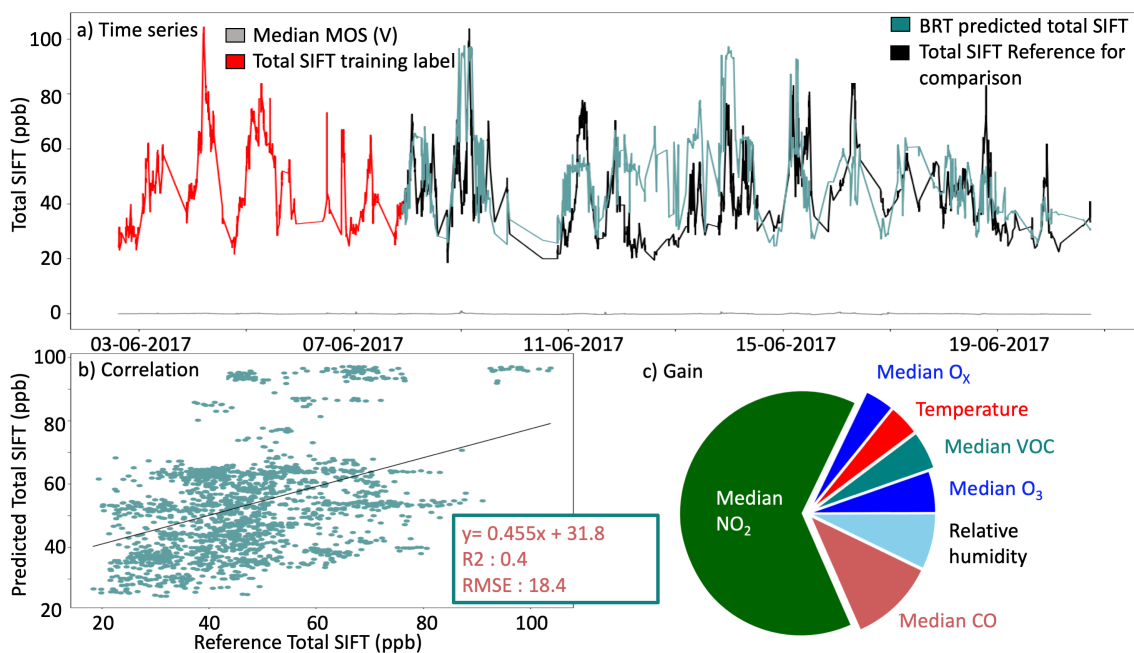 a) Time series
Median MOS (V)
Total SIFT training label
BRT predicted total SIFT
Total SIFT Reference for
comparison
Total SIFT (ppb)
100
80
60
40
20
0
03-06-2017
07-06-2017
11-06-2017
15-06-2017
19-06-2017
b) Correlation
Predicted Total SIFT (ppb)
100
80
60
40
20
y= 0.455x + 31.8
R2 : 0.4
RMSE : 18.4
20
40
60
80
100
Reference Total SIFT (ppb)
c) Gain
Median OX
Temperature
Median VOC
Median O3
Relative
humidity
Median CO
Median
NO2